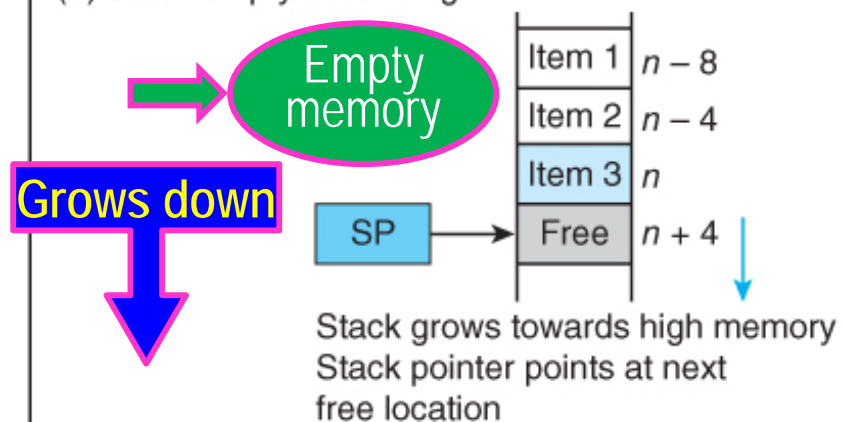 Empty
memory
Grows down
Item 1 n – 8
Item 2 n – 4
Item 3 n
SP Free n + 4
Stack grows towards high memory
Stack pointer points at next
free location